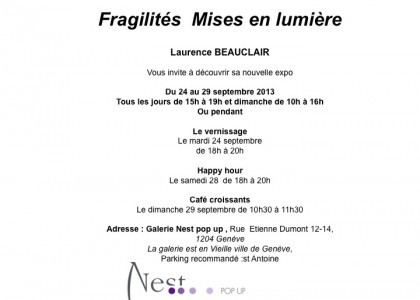 Fragilités Mises en lumière
Laurence BEAUCLAIR
Vous invite à découvrir sa nouvelle expo
Du 24 au 29 septembre 2013
Tous les jours de 15h à 19h et dimanche de 10h à 16h
Ou pendant
Le vernissage
Le mardi 24 septembre
de 18h à 20h
Happy hour
Le samedi 28 de 18h à 20h
Café croissants
Le dimanche 29 septembre de 10h30 à 11h30
Adresse : Galerie Nest pop up , Rue Etienne Dumont 12-14,
1204 Genève
La galerie est en Vieille ville de Genève,
Parking recommandé :st Antoine
Nest
POP UP